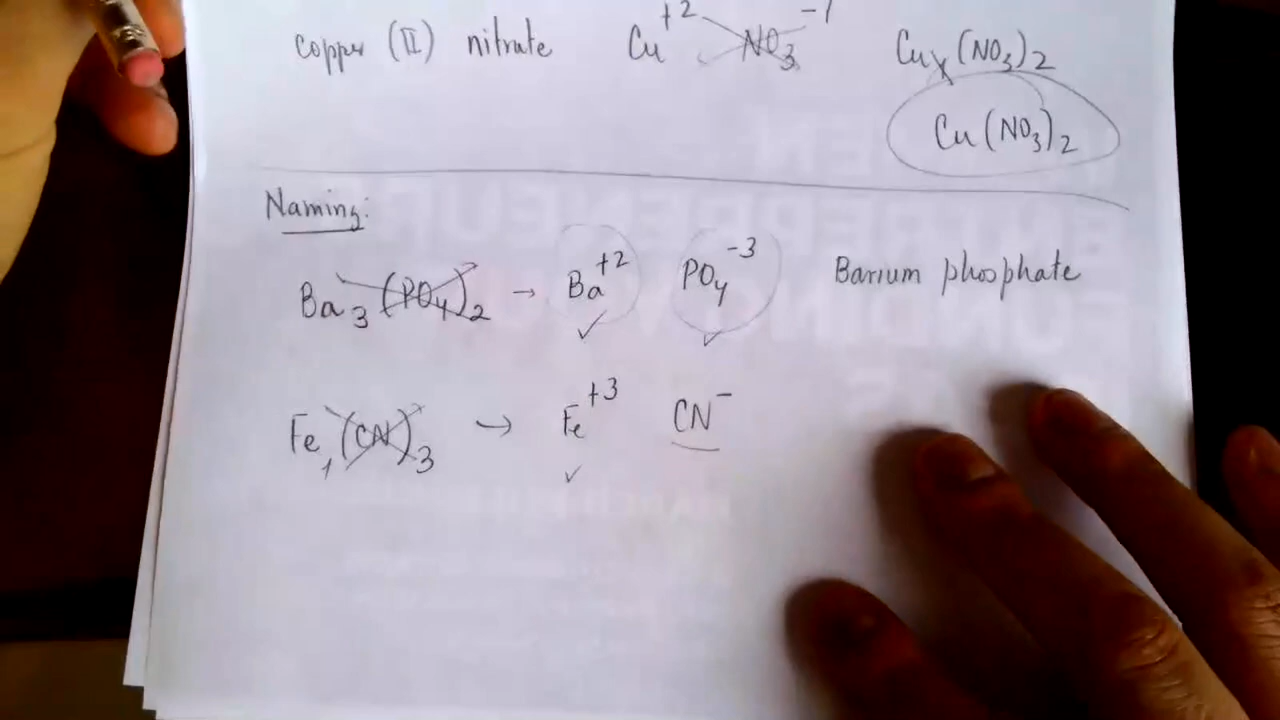 copper (II) nitrate Cu+2 NO3-1 Cux(NO3)2
Cu(NO3)2
Naming:
Ba3(PO4)2 → Ba+2 PO4-3 Barium phosphate
✓ ✓
Fe1(CN)3 → Fe+3 CN-
✓